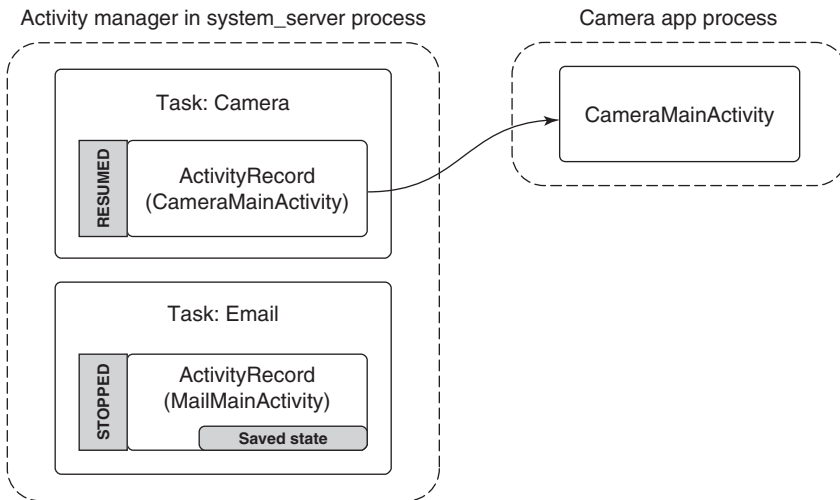 Activity manager in system_server process
Camera app process
Task: Camera
RESUMED
ActivityRecord
(CameraMainActivity)
CameraMainActivity
Task: Email
STOPPED
ActivityRecord
(MailMainActivity)
Saved state